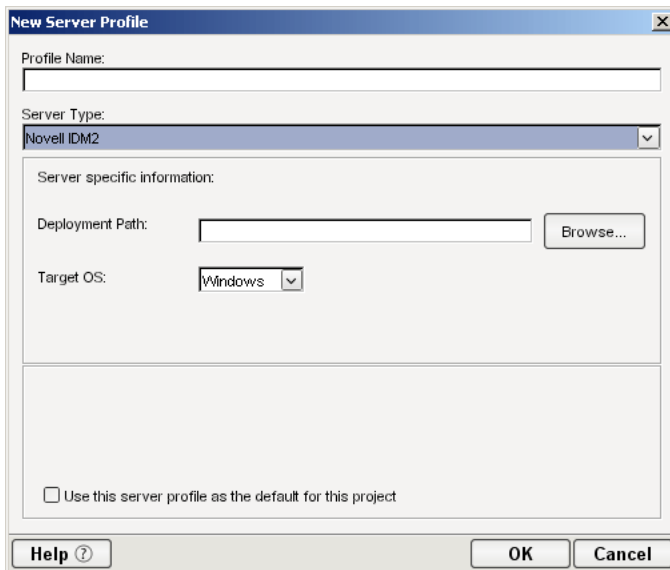 New Server Profile
Profile Name:
Server Type:
Novell IDM2
Server specific information:
Deployment Path:
Browse...
Target OS:
Windows
Use this server profile as the default for this project
Help ?
OK
Cancel